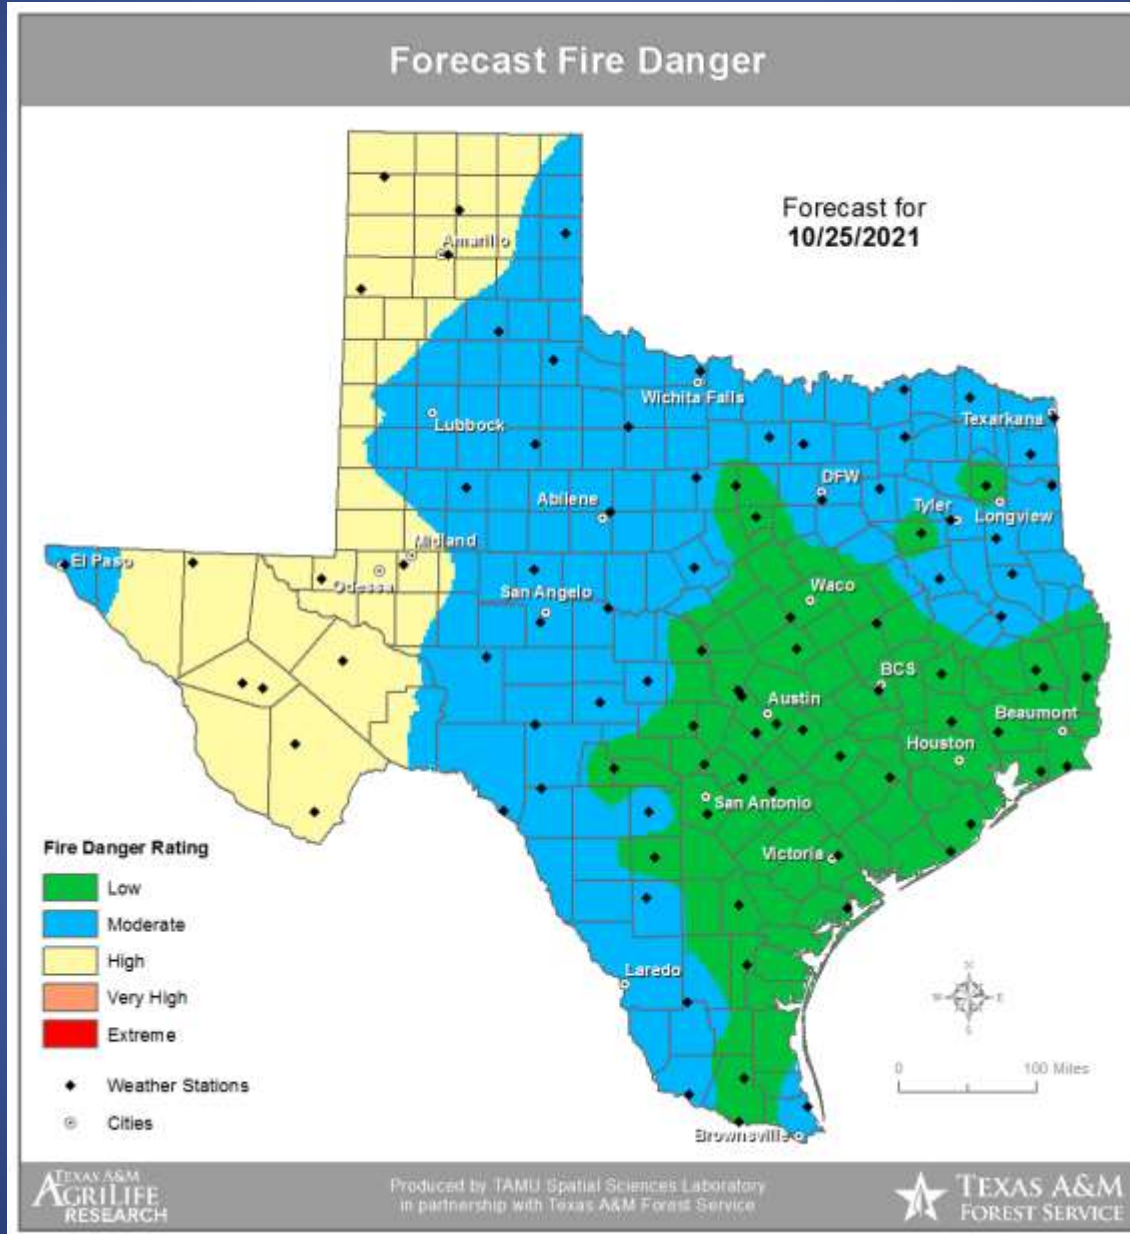 Forecast Fire Danger
Forecast for
10/25/2021
Amarillo
Wichita Falls
Lubbock
Texarkana
DFW
Abilene
Tyler
Longview
Midland
El Paso
Odessa
San Angelo
Waco
BCS
Austin
Beaumont
Houston
San Antonio
Victoria
Laredo
Brownsville
Fire Danger Rating
Low
Moderate
High
Very High
Extreme
Weather Stations
Cities
N
W E
S
0 100 Miles
TEXAS A&M
AGRILIFE
RESEARCH
Produced by TAMU Spatial Sciences Laboratory
in partnership with Texas A&M Forest Service
TEXAS A&M
FOREST SERVICE